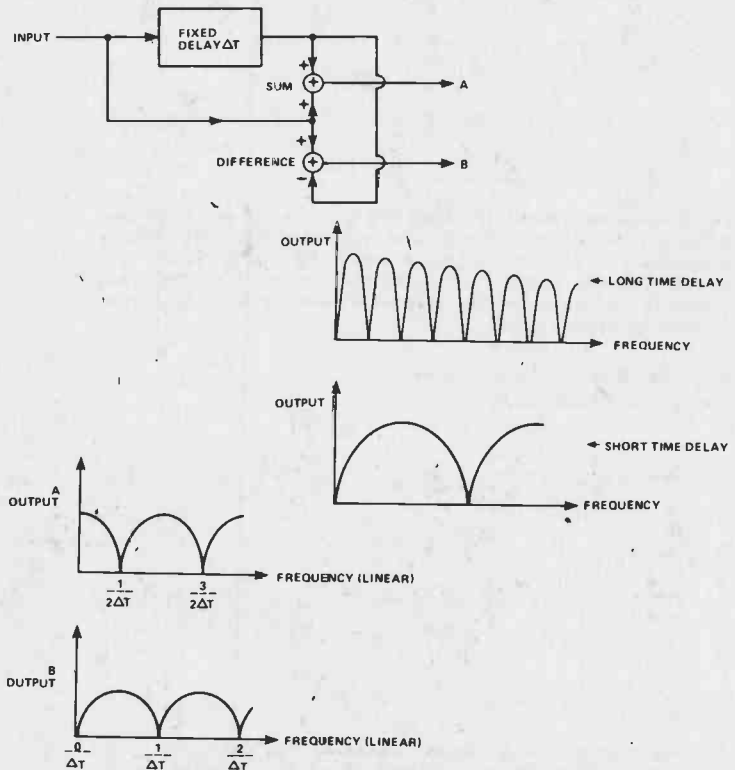 INPUT
FIXED
DELAY ΔT
+
SUM
+
A
+
+
DIFFERENCE
+
-
B
OUTPUT
← LONG TIME DELAY
FREQUENCY
OUTPUT
← SHORT TIME DELAY
FREQUENCY
A
OUTPUT
FREQUENCY (LINEAR)
1 3
2ΔT 2ΔT
B
OUTPUT
FREQUENCY (LINEAR)
0 1 2
ΔT ΔT ΔT